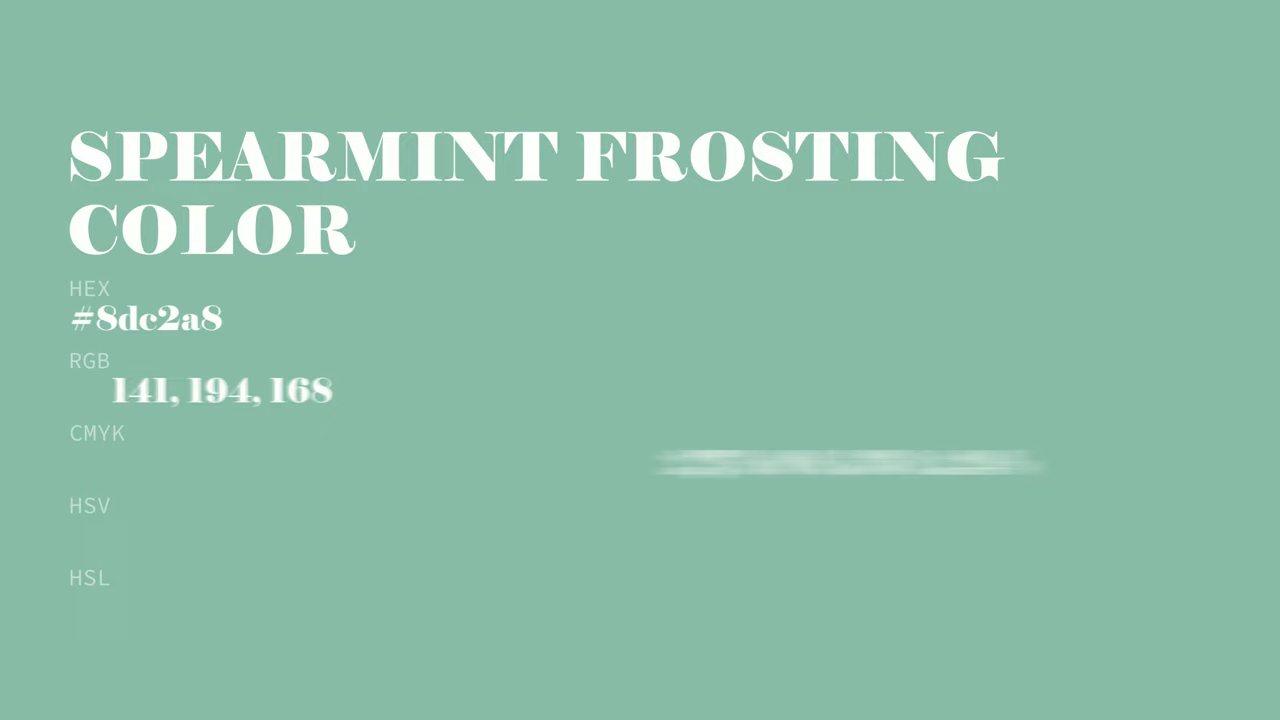 SPEARMINT FROSTING
COLOR
HEX
#8dc2a8
RGB
141, 194, 168
CMYK
HSV
HSL